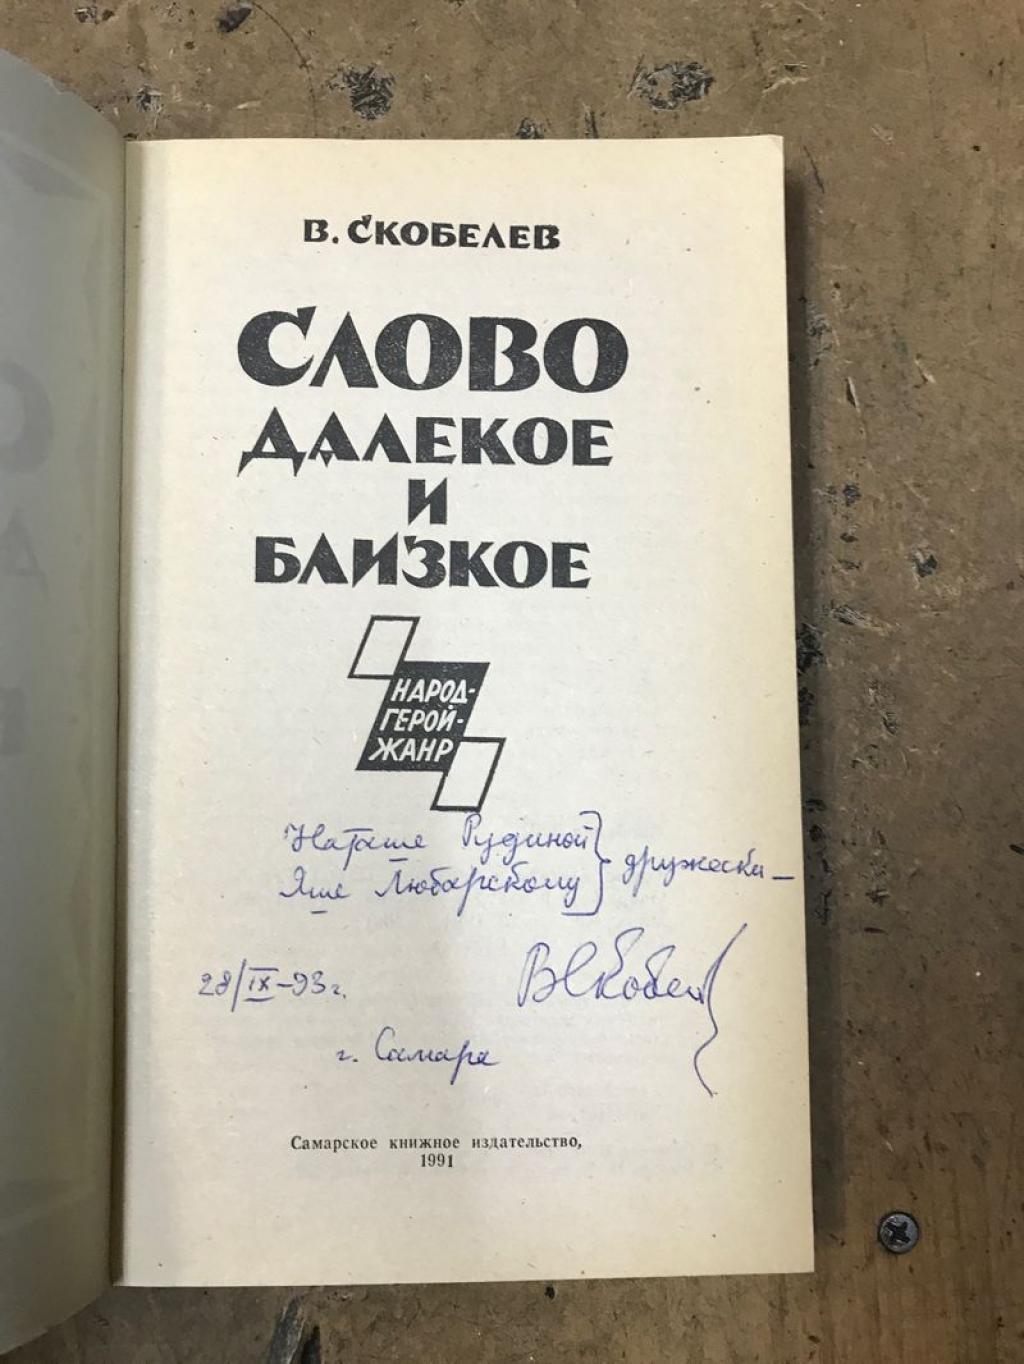 В. СКОБЕЛЕВ
СЛОВО
ДАЛЕКОЕ
И
БЛИЗКОЕ
НАРОД-
ГЕРОЙ-
ЖАНР
Наташе Рудиной
Яше Любарскому } дружески —
28/IX-93 г. ВСкобелев
г. Самара
Самарское книжное издательство,
1991